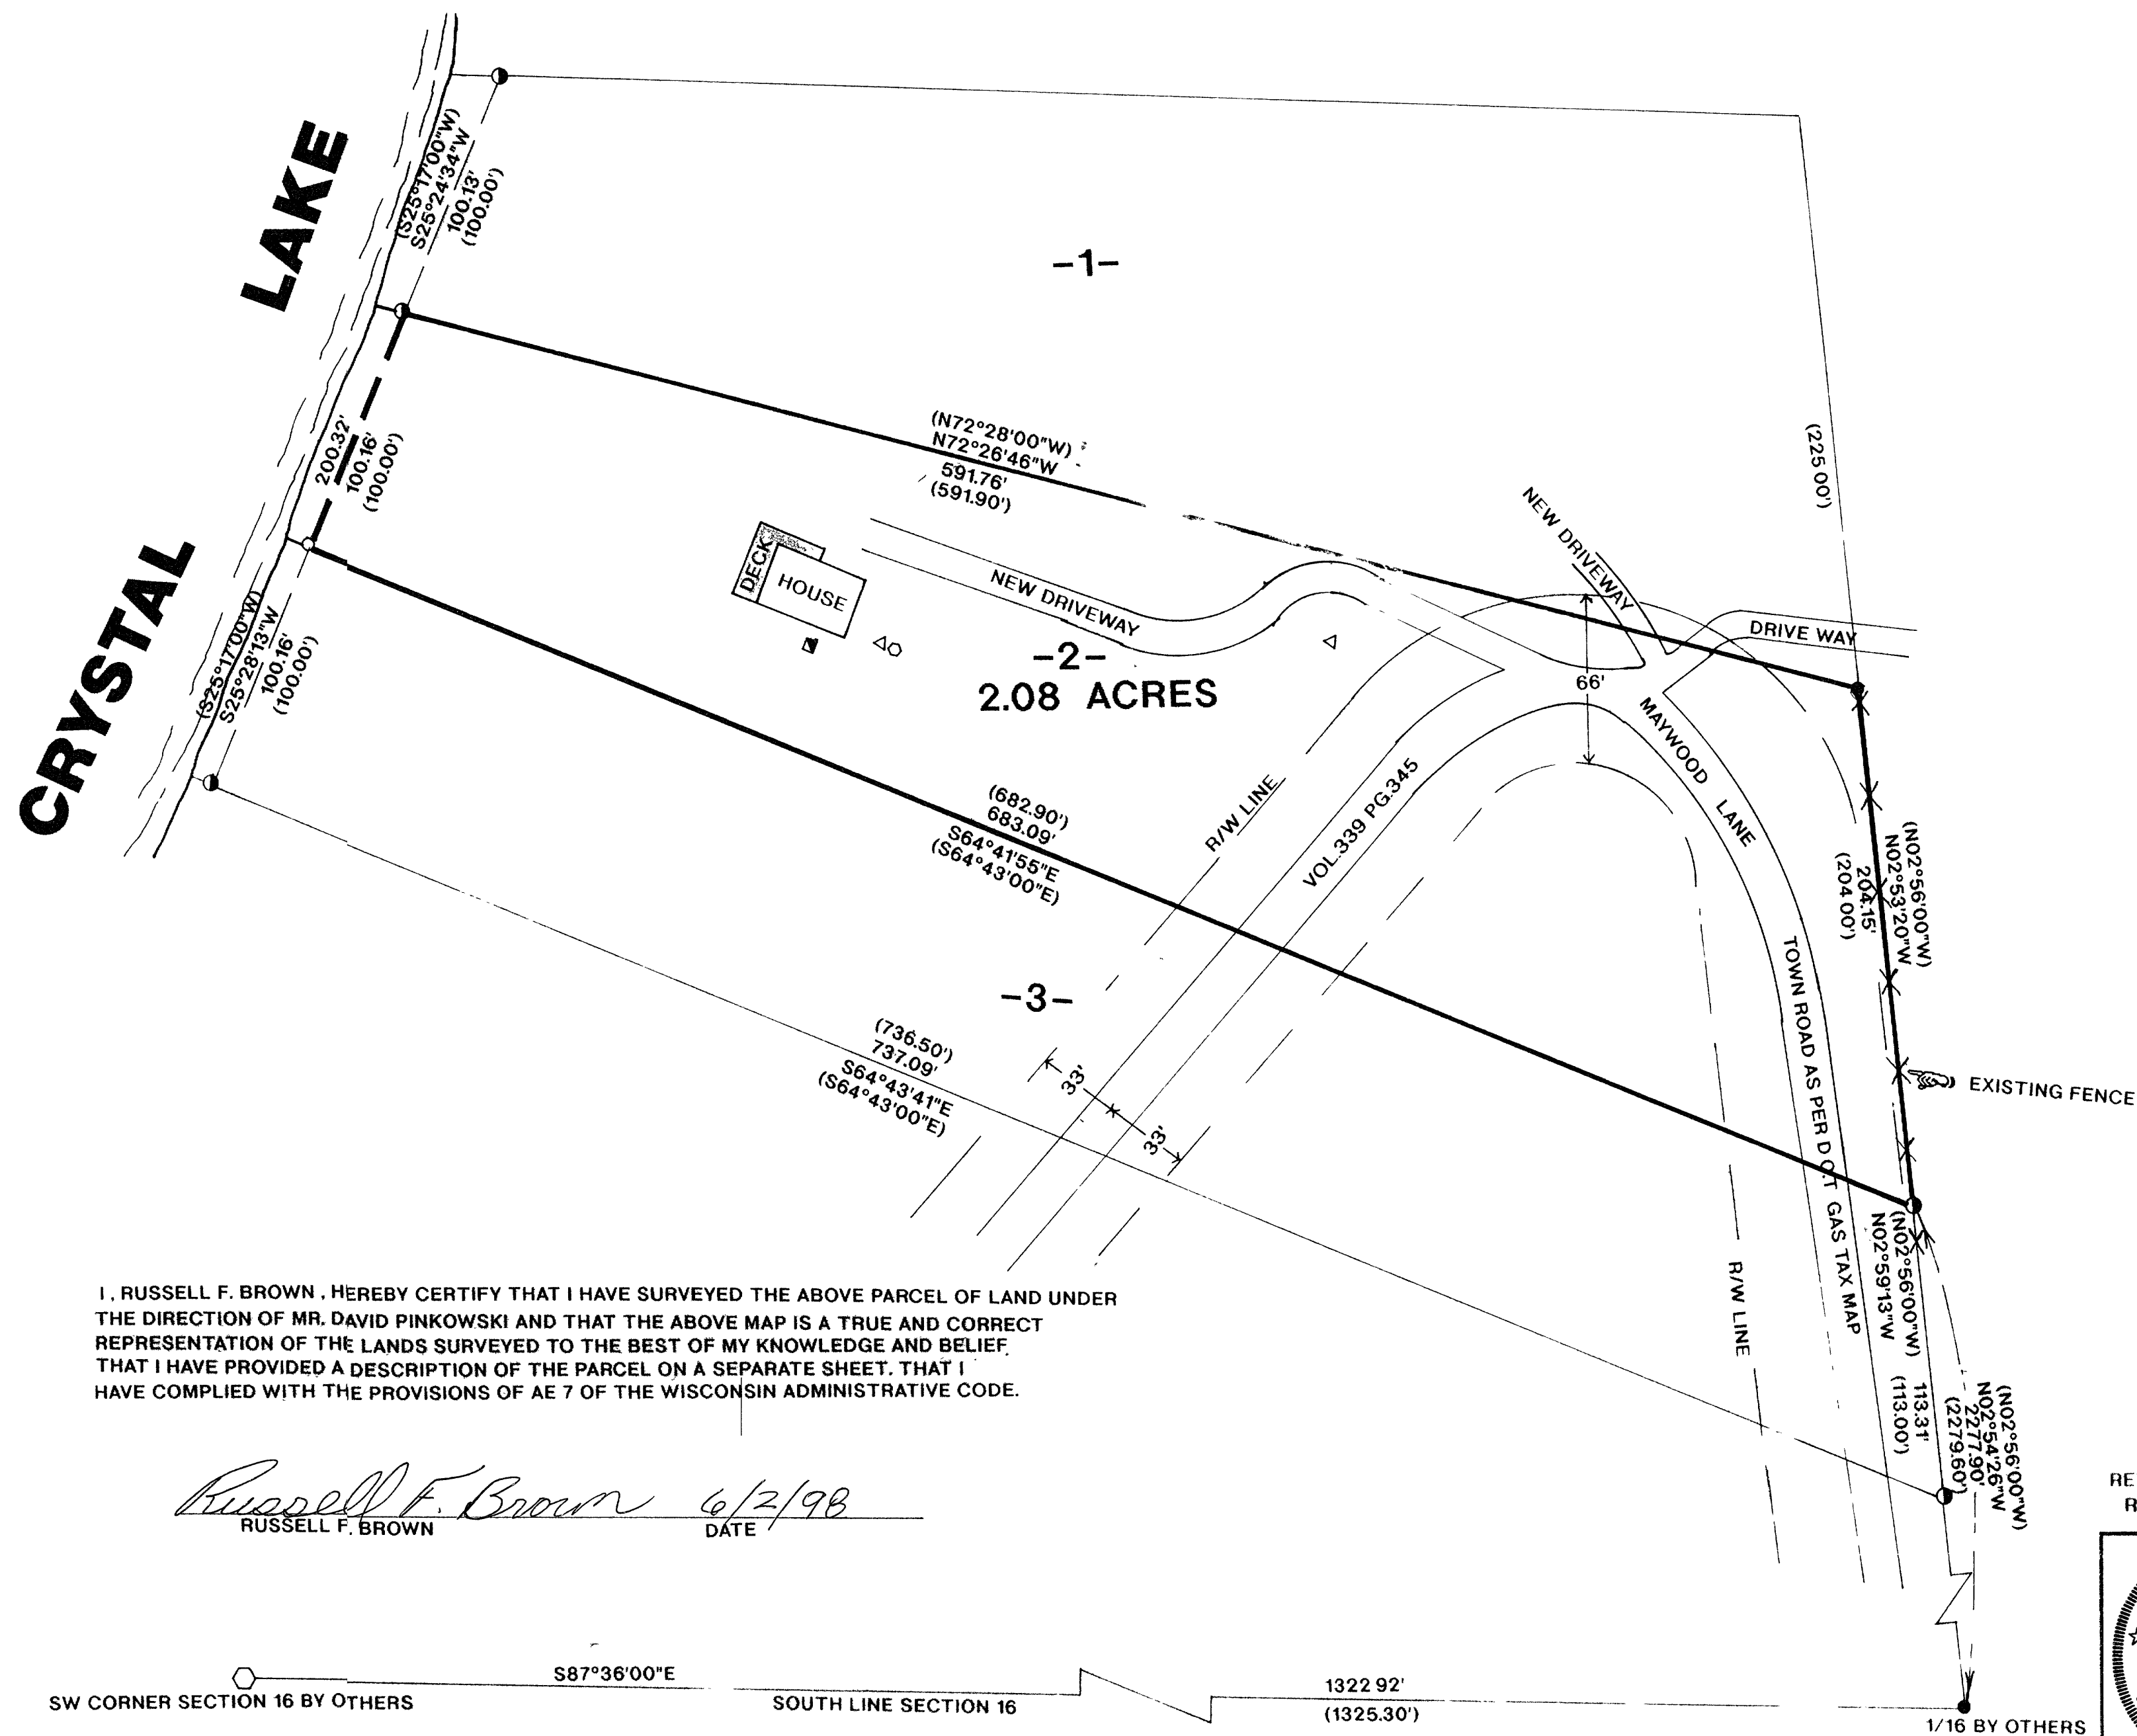 LAKE
CRYSTAL
(S25°17'00"W)
S25°24'34"W
100.13'
(100.00')
-1-
(N72°28'00"W)
N72°26'46"W
591.76'
(591.90')
(225 00')
200.32'
100.16'
(100.00')
NEW DRIVEWAY
DECK
HOUSE
NEW DRIVEWAY
DRIVE WAY
-2-
2.08 ACRES
66'
MAYWOOD LANE
(S25°17'00"W)
S25°28'13"W
100.16'
(100.00')
(682.90')
683.09'
S64°41'55"E
(S64°43'00"E)
R/W LINE
VOL.339 PG.345
(N02°56'00"W)
N02°53'20"W
204.15'
(204 00')
TOWN ROAD AS PER D O.T GAS TAX MAP
-3-
(736.50')
737.09'
S64°43'41"E
(S64°43'00"E)
33'
33'
EXISTING FENCE
R/W LINE
(N02°56'00"W)
N02°59'13"W
113.31'
(113.00')
(N02°56'00"W)
N02°54'26"W
2277.90'
(2279.60')
I, RUSSELL F. BROWN, HEREBY CERTIFY THAT I HAVE SURVEYED THE ABOVE PARCEL OF LAND UNDER
THE DIRECTION OF MR. DAVID PINKOWSKI AND THAT THE ABOVE MAP IS A TRUE AND CORRECT
REPRESENTATION OF THE LANDS SURVEYED TO THE BEST OF MY KNOWLEDGE AND BELIEF.
THAT I HAVE PROVIDED A DESCRIPTION OF THE PARCEL ON A SEPARATE SHEET. THAT I
HAVE COMPLIED WITH THE PROVISIONS OF AE 7 OF THE WISCONSIN ADMINISTRATIVE CODE.
Russell F. Brown 6/2/98
RUSSELL F. BROWN DATE
RE
R
S87°36'00"E
SW CORNER SECTION 16 BY OTHERS
SOUTH LINE SECTION 16
1322 92'
(1325.30')
1/16 BY OTHERS